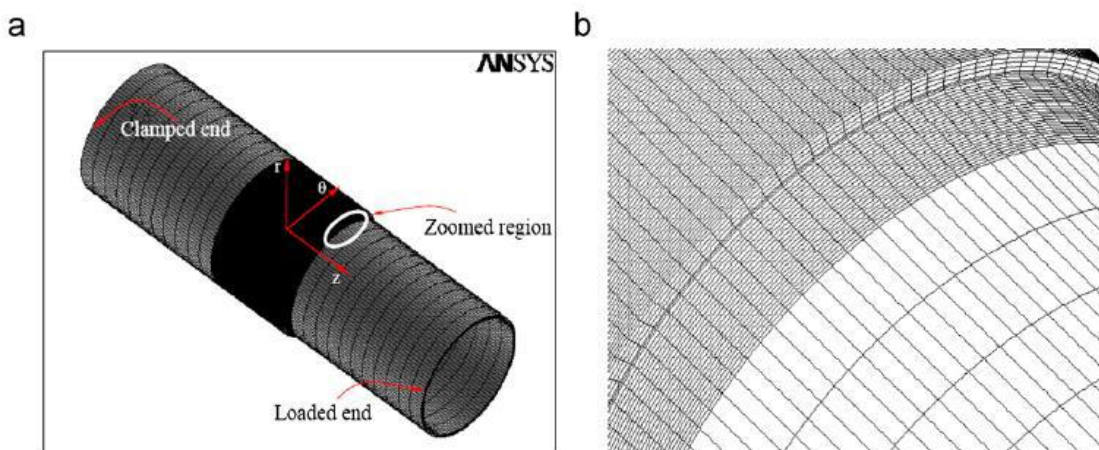 a
b
ANSYS
Clamped end
r
θ
Zoomed region
z
Loaded end